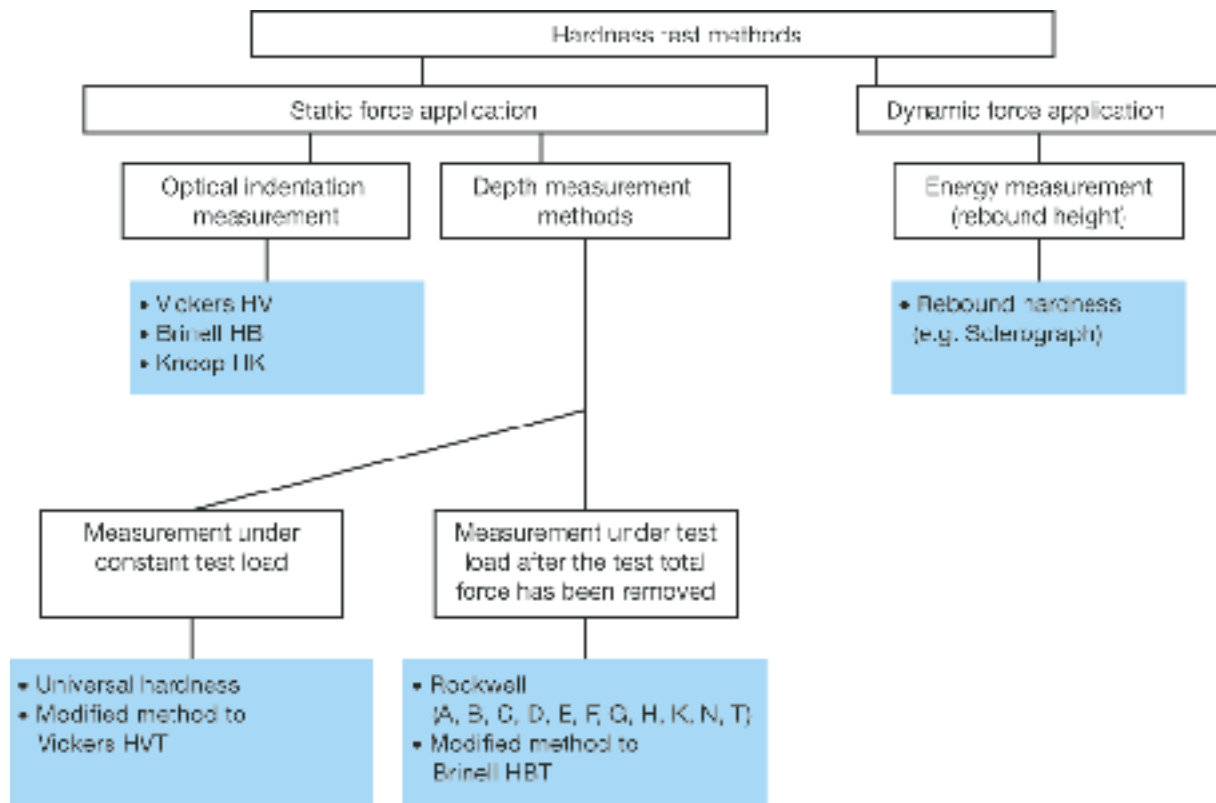 Hardness test methods
Static force application
Dynamic force application
Optical indentation
measurement
Depth measurement
methods
Energy measurement
(rebound height)
• Vickers HV
• Brinell HB
• Knoop HK
• Rebound hardness
(e.g. Sclerograph)
Measurement under
constant test load
Measurement under test
load after the test total
force has been removed
• Universal hardness
• Modified method to
Vickers HVT
• Rockwell
(A, B, C, D, E, F, G, H, K, N, T)
• Modified method to
Brinell HBT